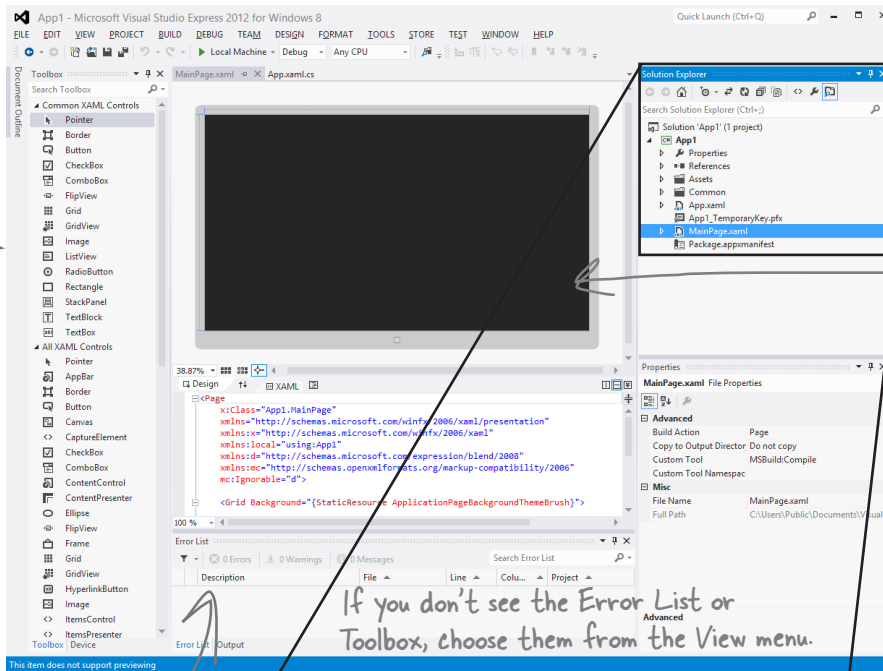 App1 - Microsoft Visual Studio Express 2012 for Windows 8
Quick Launch (Ctrl+Q)
FILE EDIT VIEW PROJECT BUILD DEBUG TEAM DESIGN FORMAT TOOLS STORE TEST WINDOW HELP
Local Machine Debug Any CPU
Document Outline
Toolbox
Search Toolbox
Common XAML Controls
Pointer
Border
Button
CheckBox
ComboBox
FlipView
Grid
GridView
Image
ListView
RadioButton
Rectangle
StackPanel
TextBlock
TextBox
All XAML Controls
Pointer
AppBar
Border
Button
Canvas
CaptureElement
CheckBox
ComboBox
ContentControl
ContentPresenter
Ellipse
FlipView
Frame
Grid
GridView
HyperlinkButton
Image
ItemsControl
ItemsPresenter
Toolbox Device
MainPage.xaml App.xaml.cs
38.87%
Design XAML
<Page
x:Class="App1.MainPage"
xmlns="http://schemas.microsoft.com/winfx/2006/xaml/presentation"
xmlns:x="http://schemas.microsoft.com/winfx/2006/xaml"
xmlns:local="using:App1"
xmlns:d="http://schemas.microsoft.com/expression/blend/2008"
xmlns:mc="http://schemas.openxmlformats.org/markup-compatibility/2006"
mc:Ignorable="d">
<Grid Background="{StaticResource ApplicationPageBackgroundThemeBrush}">
100 %
Error List
0 Errors 0 Warnings 0 Messages Search Error List
Description File Line Colu... Project
If you don't see the Error List or
Toolbox, choose them from the View menu.
Error List Output
Solution Explorer
Search Solution Explorer (Ctrl+;)
Solution 'App1' (1 project)
App1
Properties
References
Assets
Common
App.xaml
App1_TemporaryKey.pfx
MainPage.xaml
Package.appxmanifest
Properties
MainPage.xaml File Properties
Advanced
Build Action Page
Copy to Output Director Do not copy
Custom Tool MSBuild:Compile
Custom Tool Namespac
Misc
File Name MainPage.xaml
Full Path C:\Users\Public\Documents\Visual
Advanced
This item does not support previewing